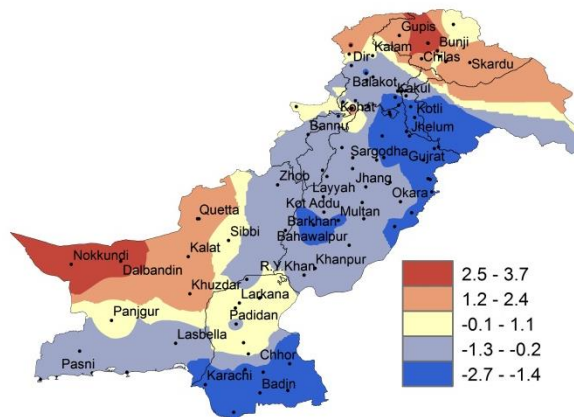 Gupis
Bunji
Kalam
Dir
Chilas
Skardu
Balakot
Kakul
Kohat
Kotli
Bannu
Jhelum
Sargodha
Gujrat
Zhob
Jhang
Layyah
Okara
Kot Addu
Quetta
Multan
Barkhan
Sibbi
Bahawalpur
Kalat
Nokkundi
R.Y.Khan
Khanpur
Dalbandin
Khuzdar
Larkana
Panjgur
Padidan
Lasbella
Pasni
Chhor
Karachi
Badin
2.5 - 3.7
1.2 - 2.4
-0.1 - 1.1
-1.3 - -0.2
-2.7 - -1.4